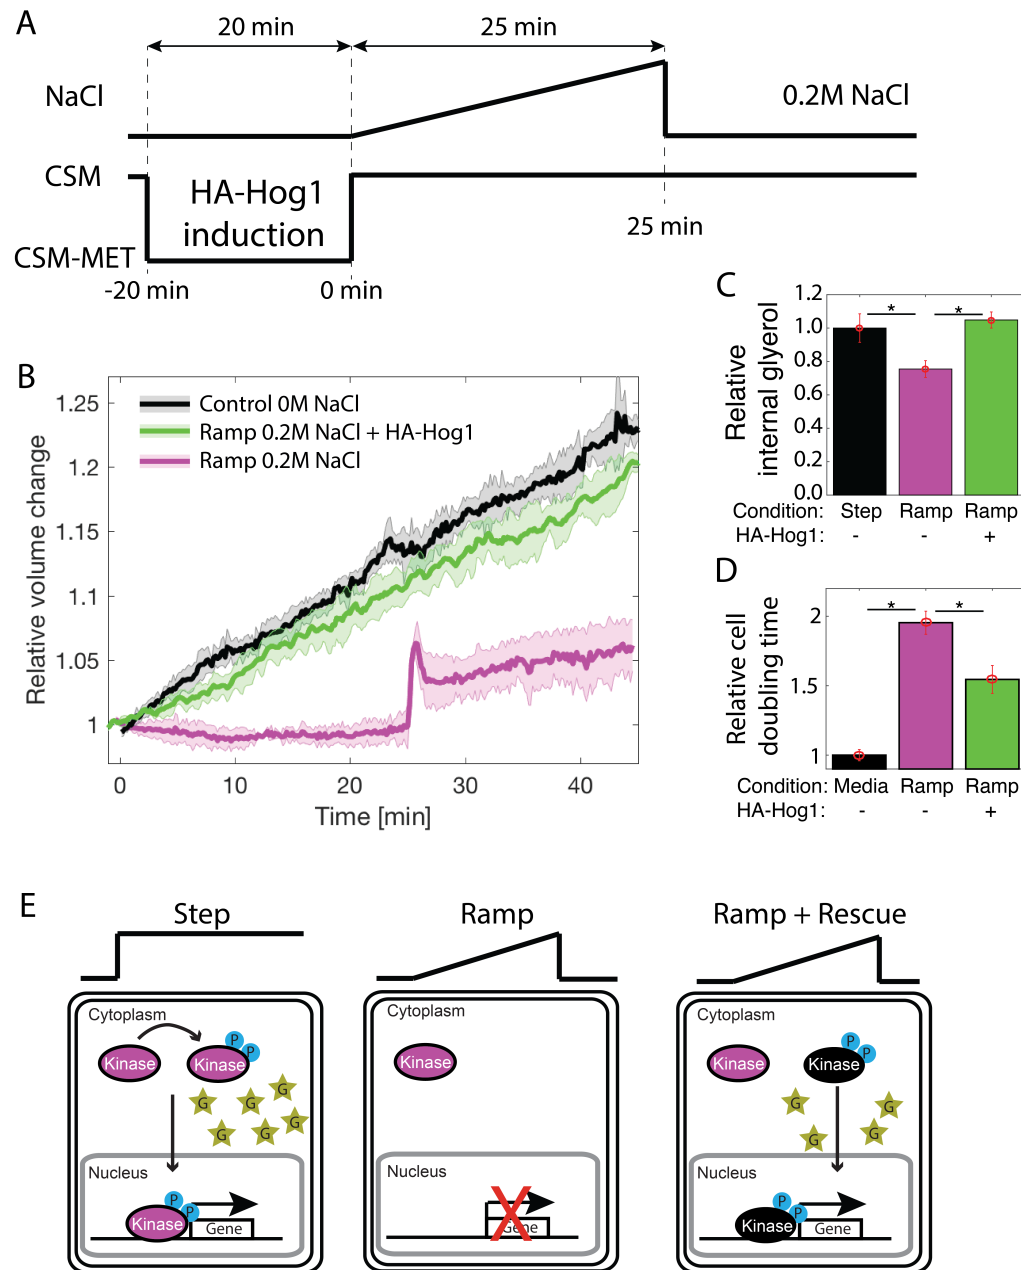 A
20 min
25 min
NaCl
0.2M NaCl
CSM
HA-Hog1
induction
25 min
CSM-MET
-20 min
0 min
B
1.25
1.2
1.15
1.1
1.05
1
Relative volume change
Control 0M NaCl
Ramp 0.2M NaCl + HA-Hog1
Ramp 0.2M NaCl
0
10
20
30
40
Time [min]
C
Relative
internal glyerol
1.2
1.0
0.8
0.6
0.4
0.2
0.0
*
*
Condition: Step Ramp Ramp
HA-Hog1: - - +
D
Relative cell
doubling time
2
1.5
1
*
*
Condition: Media Ramp Ramp
HA-Hog1: - - +
E
Step
Cytoplasm
Kinase
Kinase
P
P
G
G
G
G
G
G
Nucleus
P
P
Kinase
Gene
Ramp
Cytoplasm
Kinase
Nucleus
Gene
Ramp + Rescue
Cytoplasm
Kinase
Kinase
P
P
G
G
G
G
Nucleus
P
P
Kinase
Gene